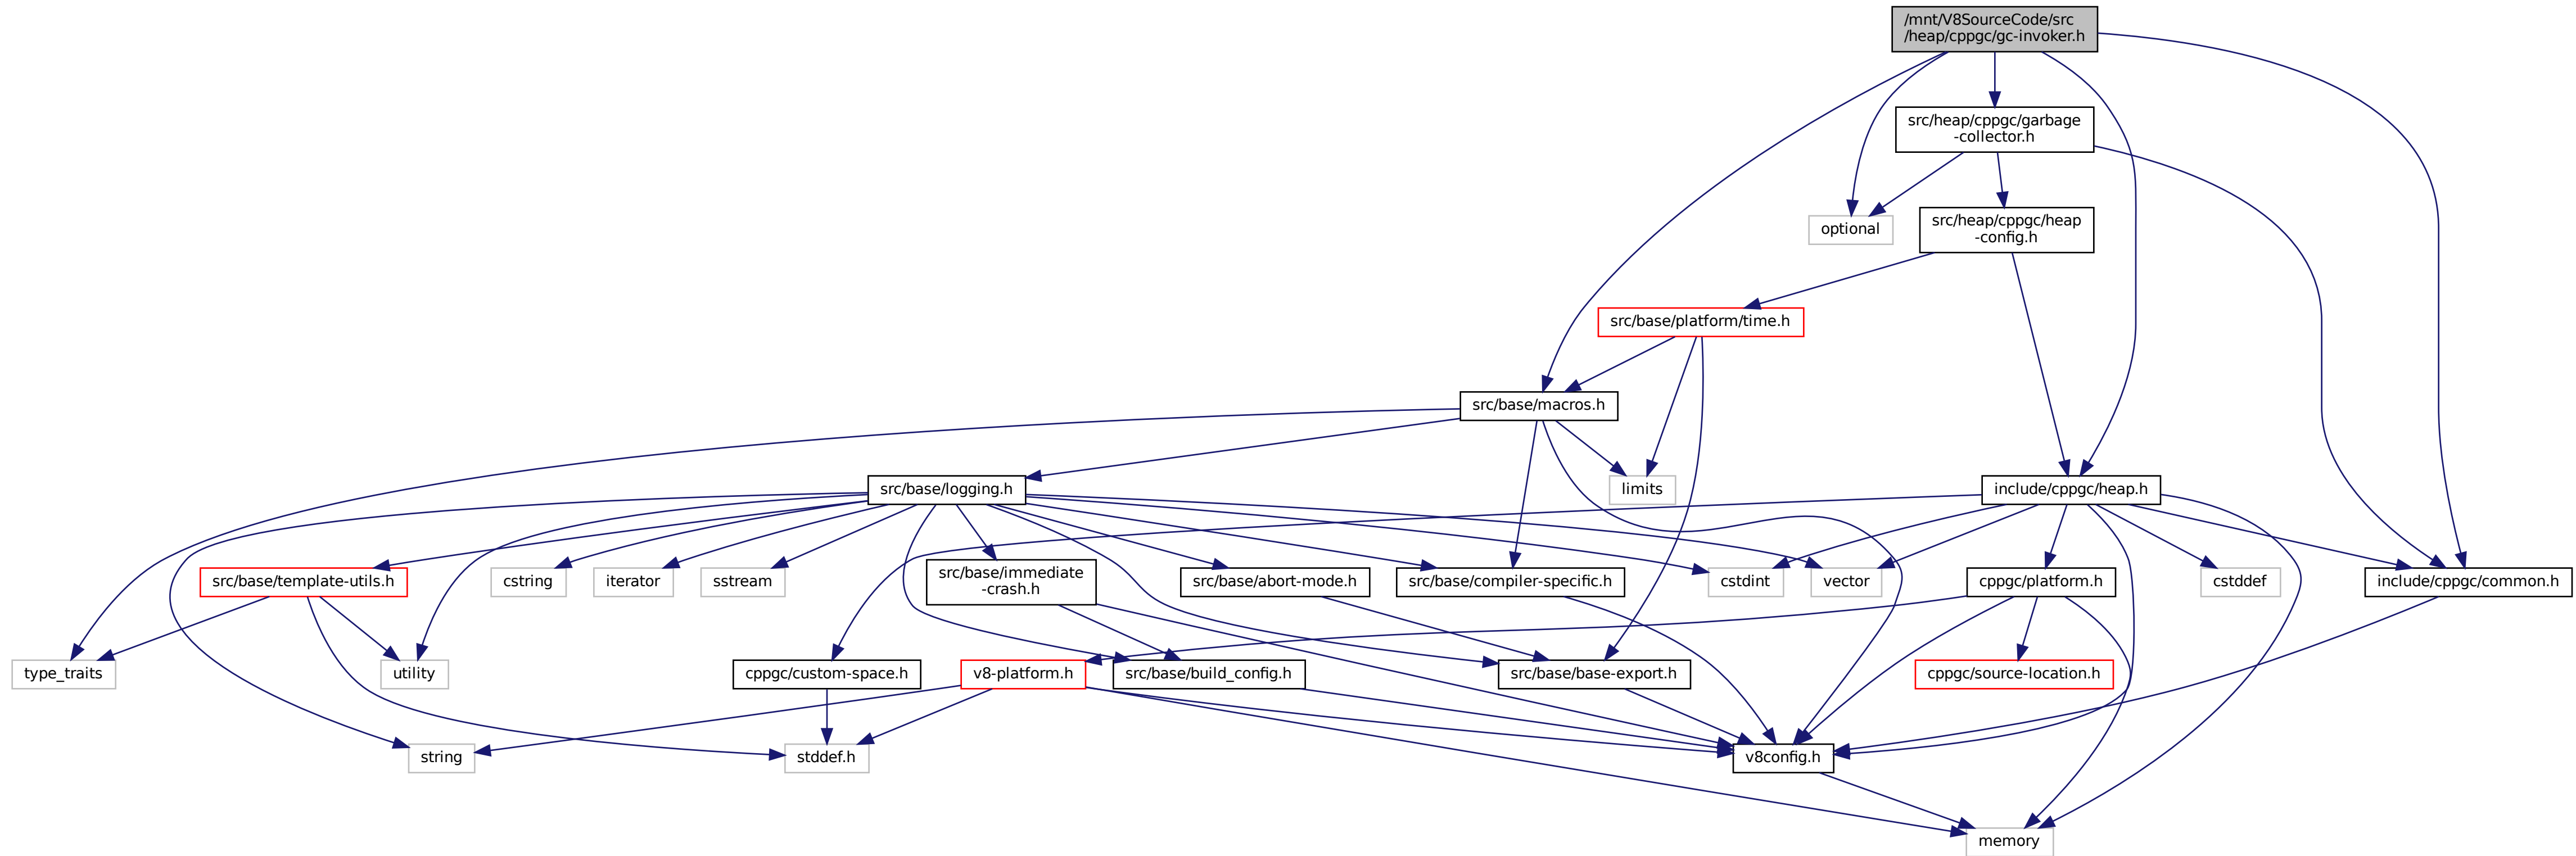 /mnt/V8SourceCode/src
/heap/cppgc/gc-invoker.h
src/heap/cppgc/garbage
-collector.h
optional
src/heap/cppgc/heap
-config.h
src/base/platform/time.h
src/base/macros.h
src/base/logging.h
limits
include/cppgc/heap.h
src/base/template-utils.h
cstring
iterator
sstream
src/base/immediate
-crash.h
src/base/abort-mode.h
src/base/compiler-specific.h
cstdint
vector
cppgc/platform.h
cstddef
include/cppgc/common.h
type_traits
utility
cppgc/custom-space.h
v8-platform.h
src/base/build_config.h
src/base/base-export.h
cppgc/source-location.h
string
stddef.h
v8config.h
memory